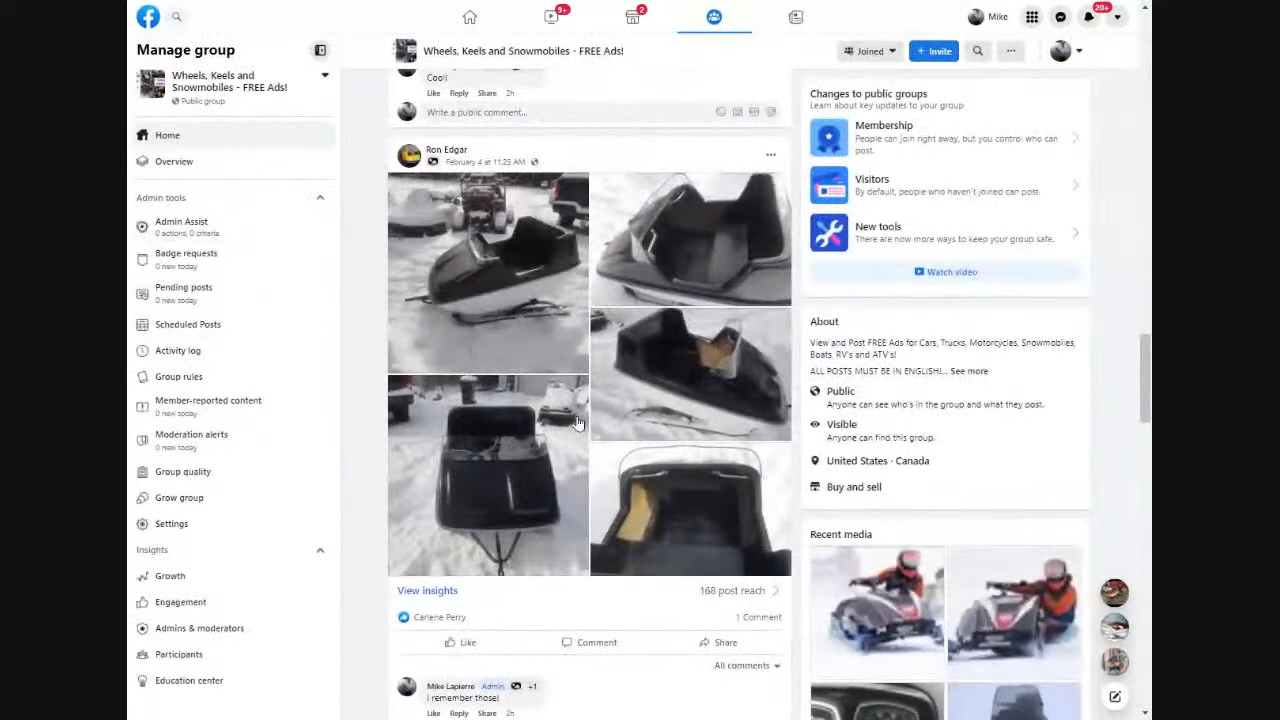 9+
2
Mike
20+
Manage group
Wheels, Keels and
Snowmobiles - FREE Ads!
Public group
Home
Overview
Admin tools
Admin Assist
0 actions, 0 criteria
Badge requests
0 new today
Pending posts
0 new today
Scheduled Posts
Activity log
Group rules
Member-reported content
0 new today
Moderation alerts
0 new today
Group quality
Grow group
Settings
Insights
Growth
Engagement
Admins & moderators
Participants
Education center
Wheels, Keels and Snowmobiles - FREE Ads!
Joined
+ Invite
Cool!
Like Reply Share 2h
Write a public comment...
Ron Edgar
February 4 at 11:25 AM
View insights
168 post reach
Carlene Perry
1 Comment
Like
Comment
Share
All comments
Mike Lapierre Admin +1
I remember those!
Like Reply Share 2h
Changes to public groups
Learn about key updates to your group
Membership
People can join right away, but you control who can
post.
Visitors
By default, people who haven't joined can post.
New tools
There are now more ways to keep your group safe.
Watch video
About
View and Post FREE Ads for Cars, Trucks, Motorcycles, Snowmobiles,
Boats, RV's and ATV's!
ALL POSTS MUST BE IN ENGLISH!... See more
Public
Anyone can see who's in the group and what they post.
Visible
Anyone can find this group.
United States · Canada
Buy and sell
Recent media